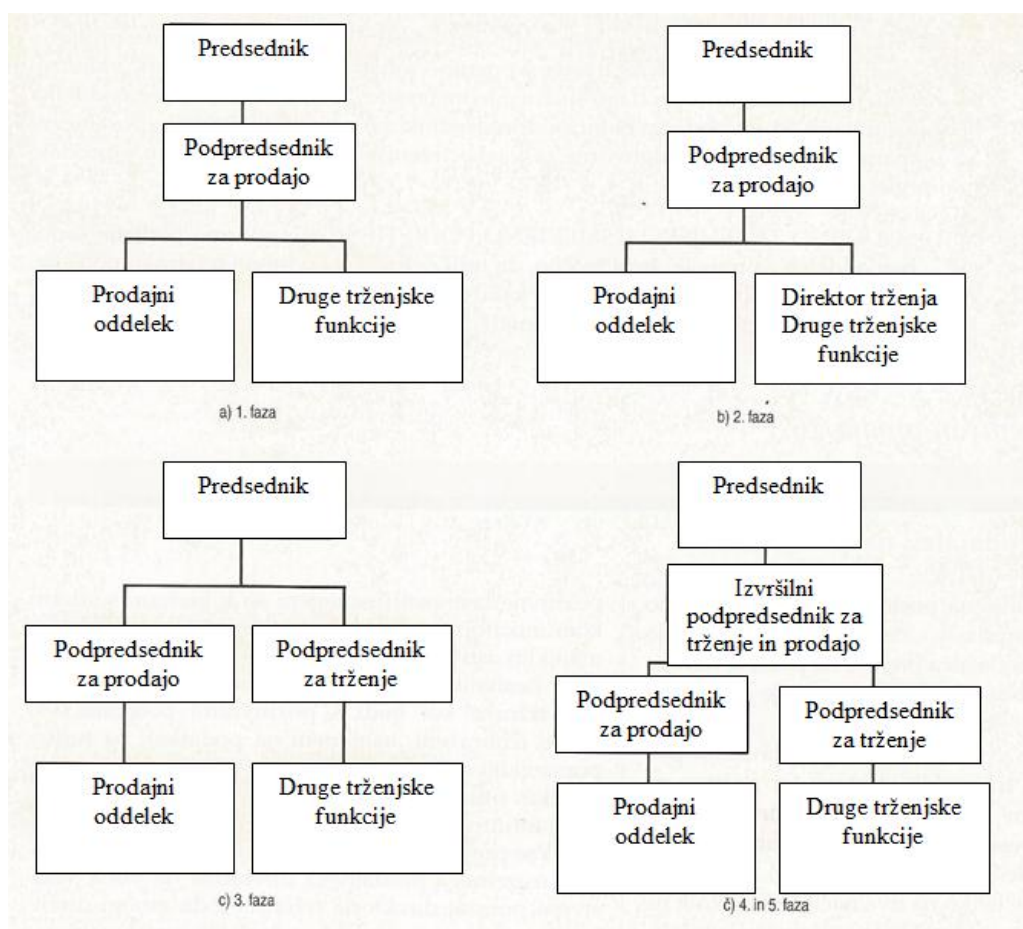 Predsednik
Podpredsednik
za prodajo
Prodajni
oddelek
Druge trženjske
funkcije
a) 1. faza
Predsednik
Podpredsednik
za prodajo
Prodajni
oddelek
Direktor trženja
Druge trženjske
funkcije
b) 2. faza
Predsednik
Podpredsednik
za prodajo
Podpredsednik
za trženje
Prodajni
oddelek
Druge trženjske
funkcije
c) 3. faza
Predsednik
Izvršilni
podpredsednik za
trženje in prodajo
Podpredsednik
za prodajo
Podpredsednik
za trženje
Prodajni
oddelek
Druge trženjske
funkcije
č) 4. in 5. faza